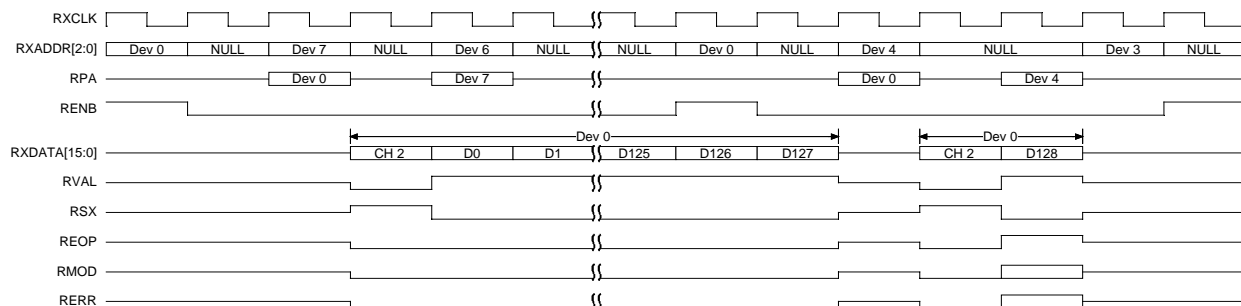 RXCLK
RXADDR[2:0] Dev 0 NULL Dev 7 NULL Dev 6 NULL NULL Dev 0 NULL Dev 4 NULL Dev 3 NULL
RPA Dev 0 Dev 7 Dev 0 Dev 4
RENB
Dev 0 Dev 0
RXDATA[15:0] CH 2 D0 D1 D125 D126 D127 CH 2 D128
RVAL
RSX
REOP
RMOD
RERR